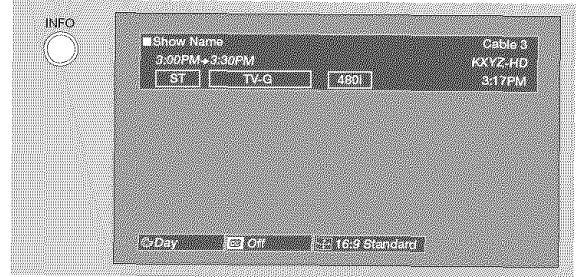 INFO
Show Name Cable 3
3:00PM→3:30PM KXYZ-HD
ST TV-G 480i 3:17PM
Day CC Off 16:9 Standard